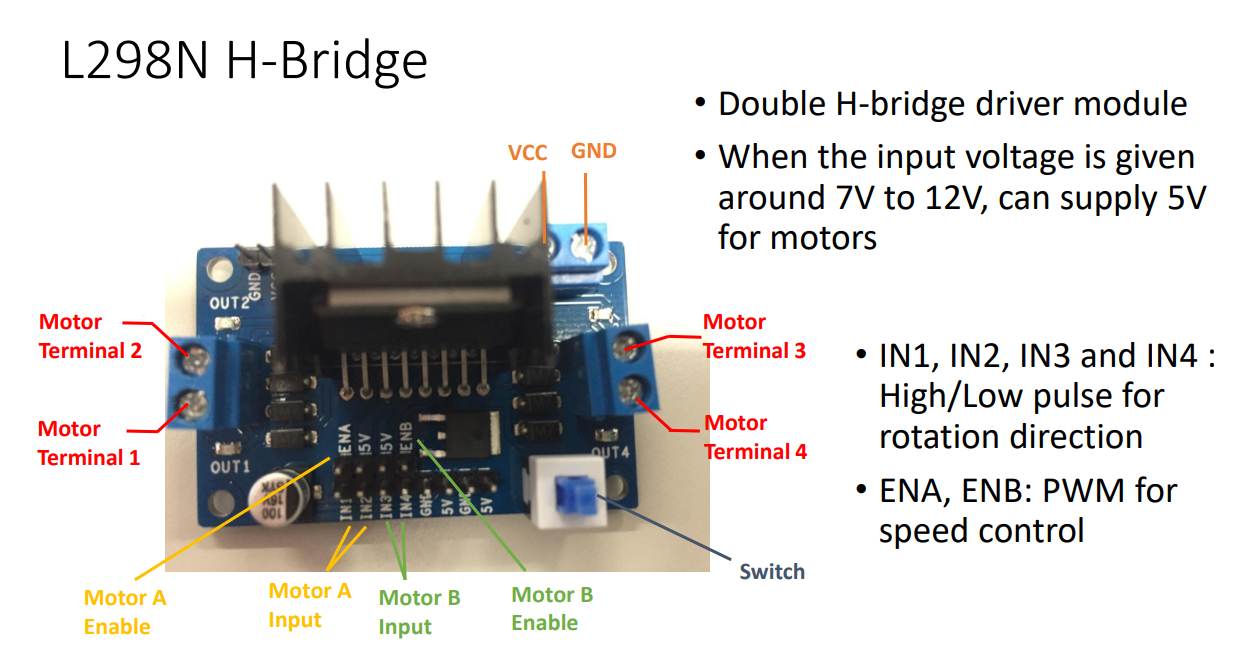 L298N H-Bridge
• Double H-bridge driver module
• When the input voltage is given
around 7V to 12V, can supply 5V
for motors
VCC GND
GND
OUT2
Motor
Terminal 2
Motor
Terminal 3
• IN1, IN2, IN3 and IN4 :
High/Low pulse for
rotation direction
Motor
Terminal 1
Motor
Terminal 4
OUT1
ENA
5V
5V
ENB
OUT4
• ENA, ENB: PWM for
speed control
100
16V
IN1
IN2
IN3
IN4
5V
5V
Switch
Motor A
Enable
Motor A
Input
Motor B
Input
Motor B
Enable